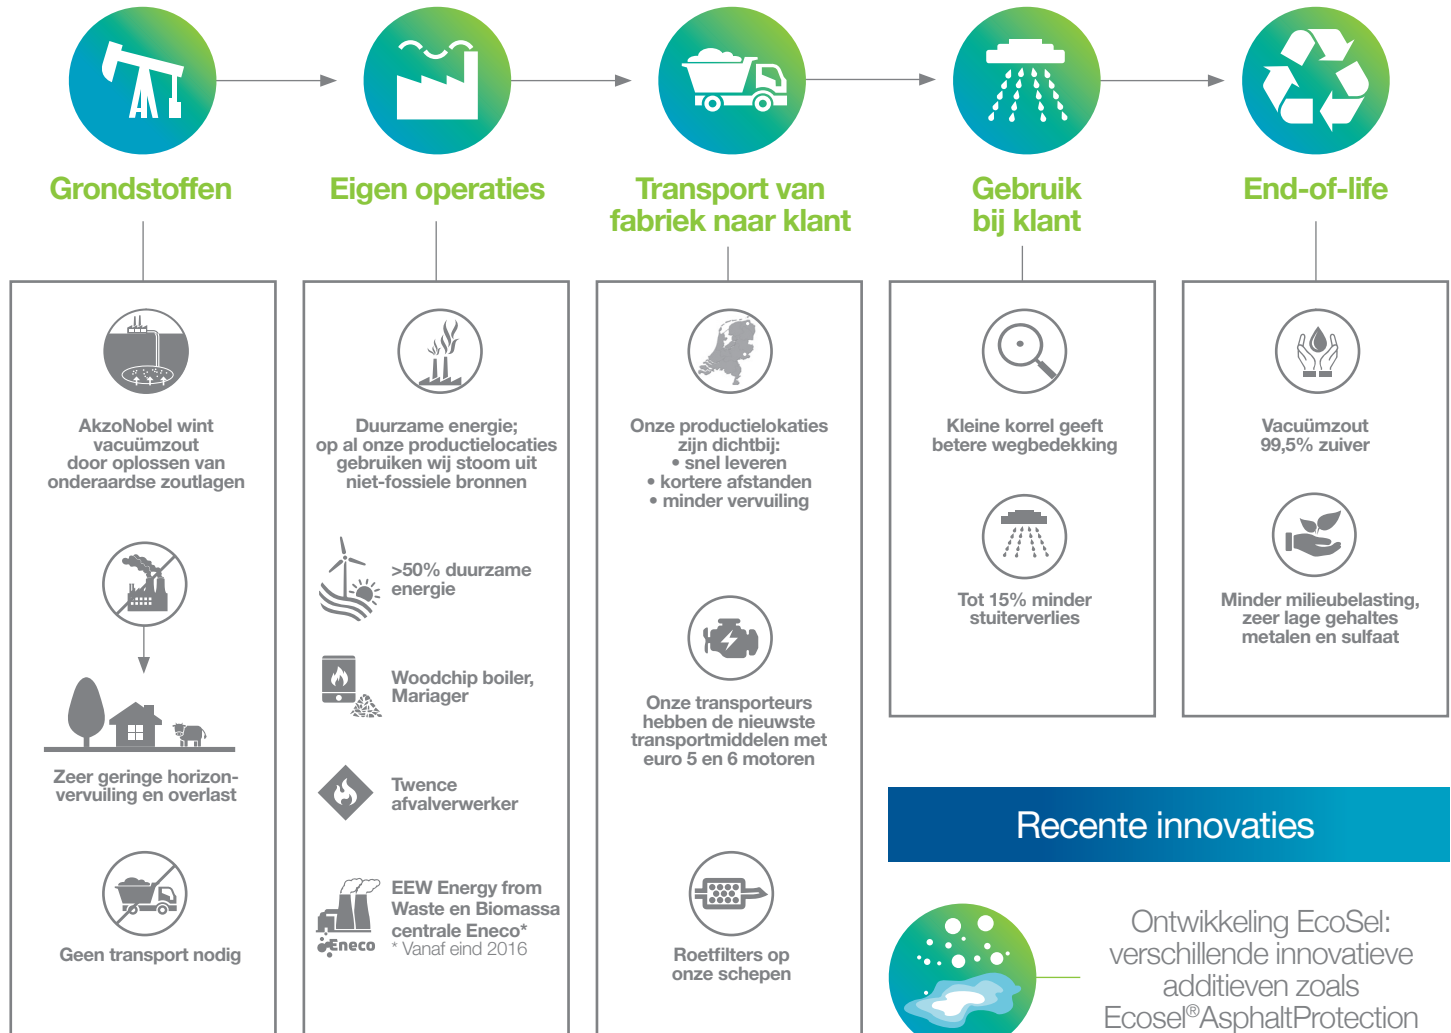 Grondstoffen
AkzoNobel wint
vacuümzout
door oplossen van
onderaardse zoutlagen
Zeer geringe horizon-
vervuiling en overlast
Geen transport nodig
Eigen operaties
Duurzame energie;
op al onze productielocaties
gebruiken wij stoom uit
niet-fossiele bronnen
>50% duurzame
energie
Woodchip boiler,
Mariager
Twence
afvalverwerker
Eneco
EEW Energy from
Waste en Biomassa
centrale Eneco*
* Vanaf eind 2016
Transport van
fabriek naar klant
Onze productielokaties
zijn dichtbij:
• snel leveren
• kortere afstanden
• minder vervuiling
Onze transporteurs
hebben de nieuwste
transportmiddelen met
euro 5 en 6 motoren
Roetfilters op
onze schepen
Gebruik
bij klant
Kleine korrel geeft
betere wegbedekking
Tot 15% minder
stuiterverlies
End-of-life
Vacuümzout
99,5% zuiver
Minder milieubelasting,
zeer lage gehaltes
metalen en sulfaat
Recente innovaties
Ontwikkeling EcoSel:
verschillende innovatieve
additieven zoals
Ecosel®AsphaltProtection